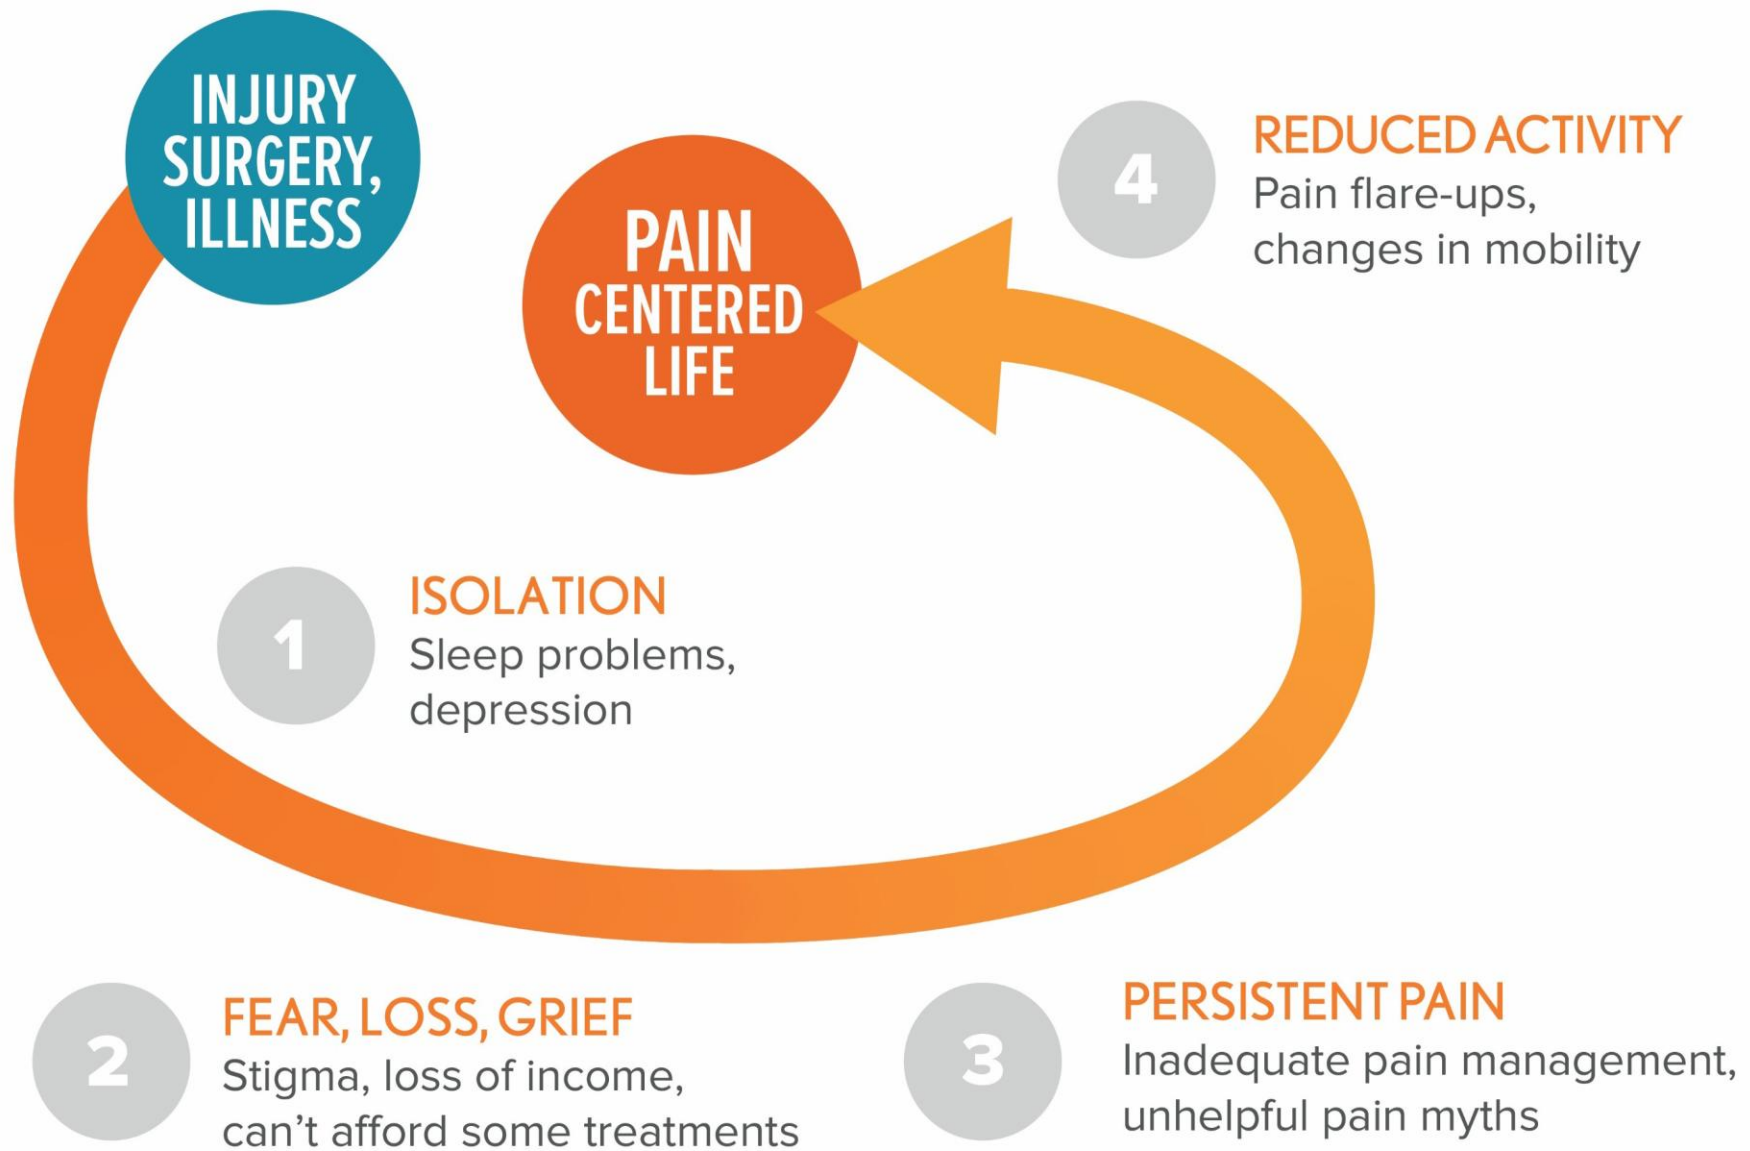 INJURY
SURGERY,
ILLNESS
PAIN
CENTERED
LIFE
1
ISOLATION
Sleep problems,
depression
2
FEAR, LOSS, GRIEF
Stigma, loss of income,
can't afford some treatments
3
PERSISTENT PAIN
Inadequate pain management,
unhelpful pain myths
4
REDUCED ACTIVITY
Pain flare-ups,
changes in mobility